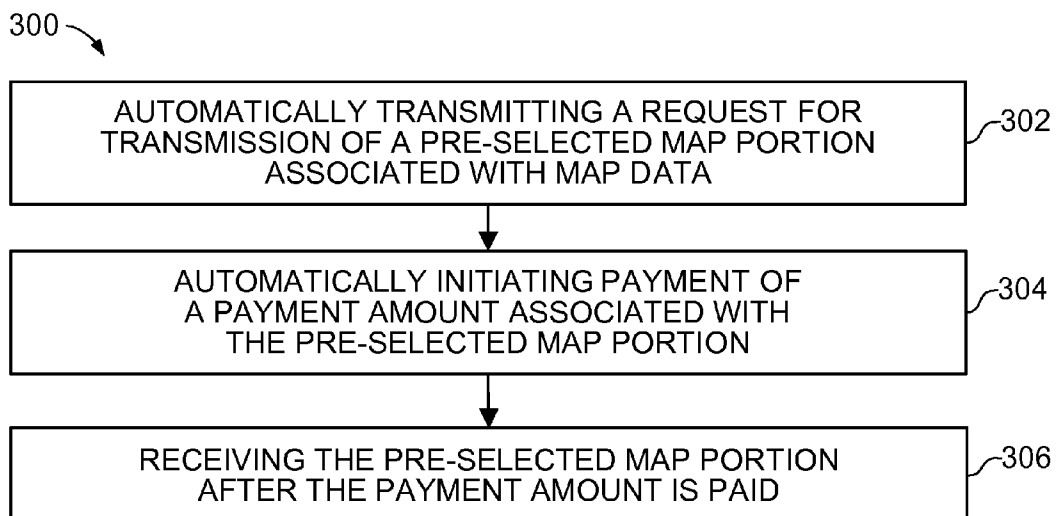 300
AUTOMATICALLY TRANSMITTING A REQUEST FOR
TRANSMISSION OF A PRE-SELECTED MAP PORTION
ASSOCIATED WITH MAP DATA
302
AUTOMATICALLY INITIATING PAYMENT OF
A PAYMENT AMOUNT ASSOCIATED WITH
THE PRE-SELECTED MAP PORTION
304
RECEIVING THE PRE-SELECTED MAP PORTION
AFTER THE PAYMENT AMOUNT IS PAID
306